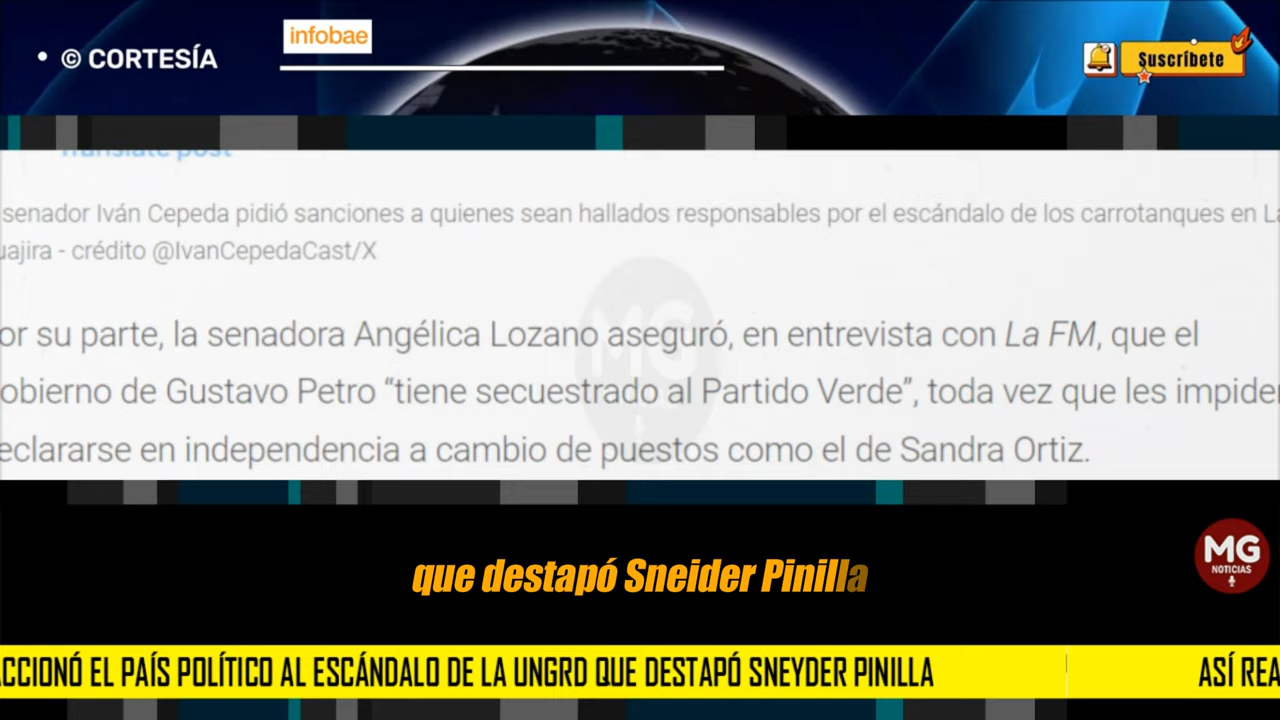 • © CORTESÍA
infobae
Suscríbete
Translate post
senador Iván Cepeda pidió sanciones a quienes sean hallados responsables por el escándalo de los carrotanques en La
uajira - crédito @IvanCepedaCast/X
or su parte, la senadora Angélica Lozano aseguró, en entrevista con La FM, que el
obierno de Gustavo Petro “tiene secuestrado al Partido Verde”, toda vez que les impiden
eclararse en independencia a cambio de puestos como el de Sandra Ortiz.
MG
que destapó Sneider Pinilla
MG
NOTICIAS
CCIONÓ EL PAÍS POLÍTICO AL ESCÁNDALO DE LA UNGRD QUE DESTAPÓ SNEYDER PINILLA ASÍ REA